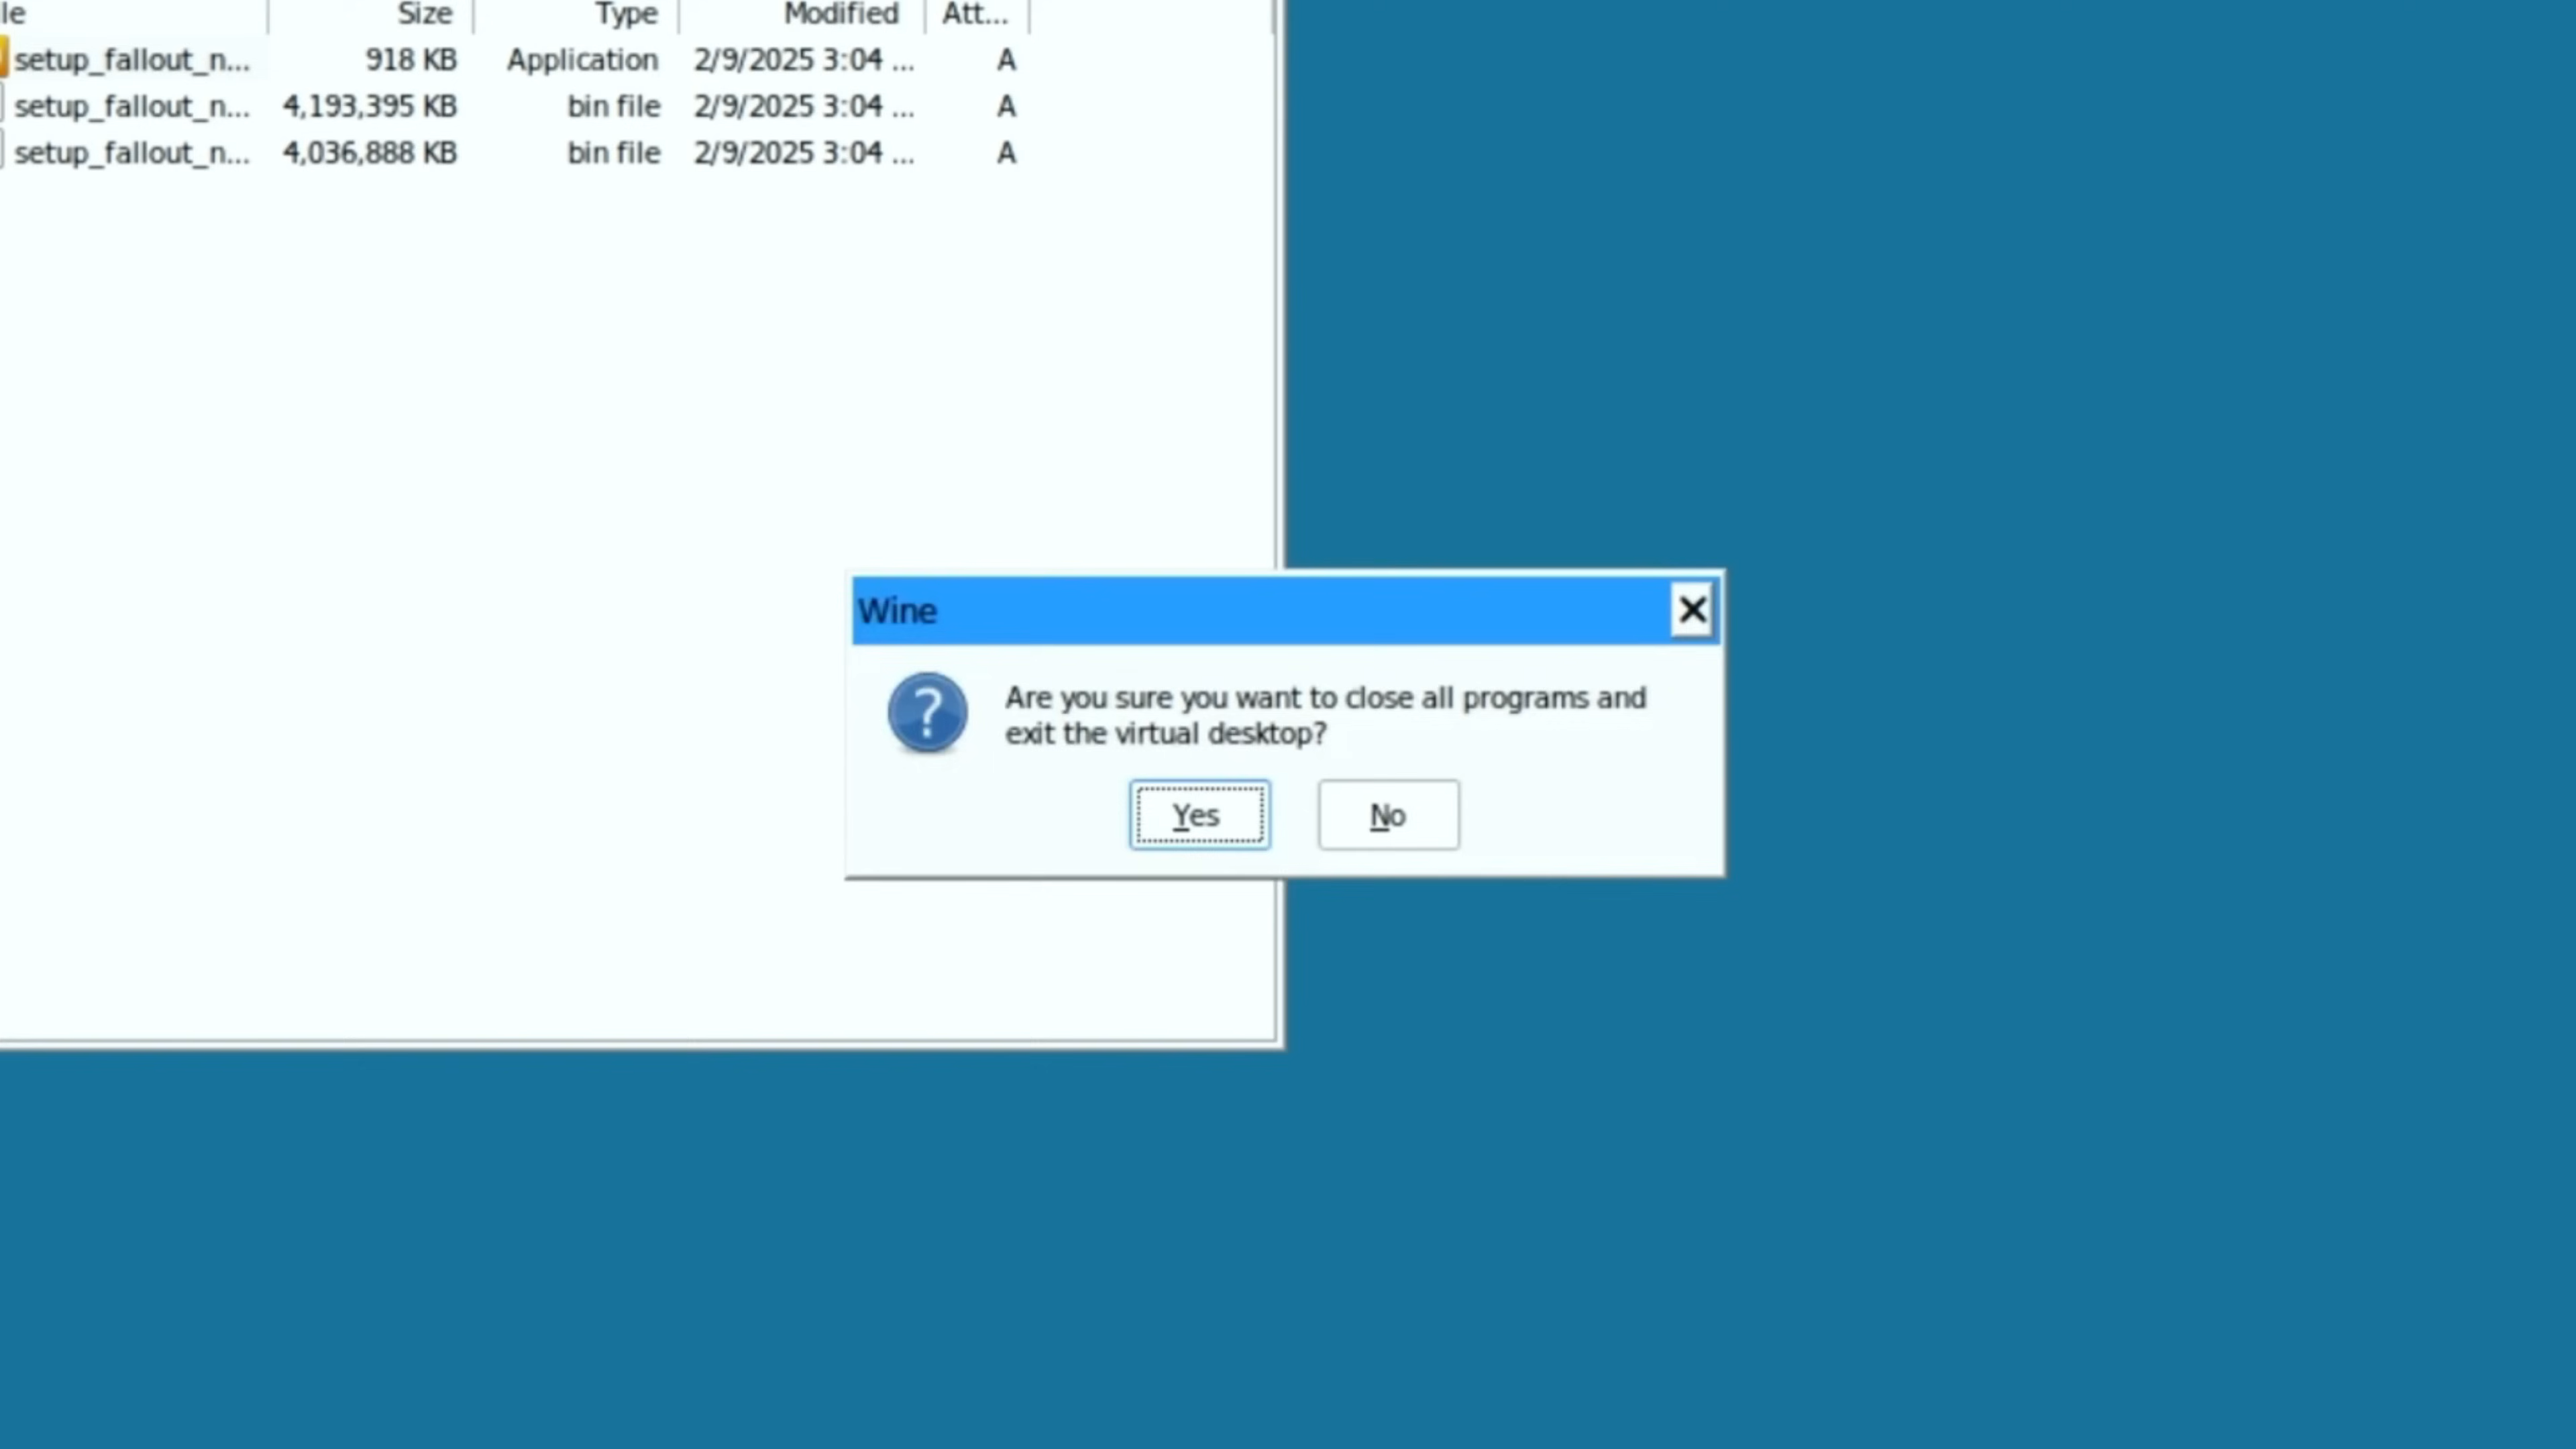 le Size Type Modified Att...
setup_fallout_n... 918 KB Application 2/9/2025 3:04 ... A
setup_fallout_n... 4,193,395 KB bin file 2/9/2025 3:04 ... A
setup_fallout_n... 4,036,888 KB bin file 2/9/2025 3:04 ... A
Wine
Are you sure you want to close all programs and
exit the virtual desktop?
Yes No